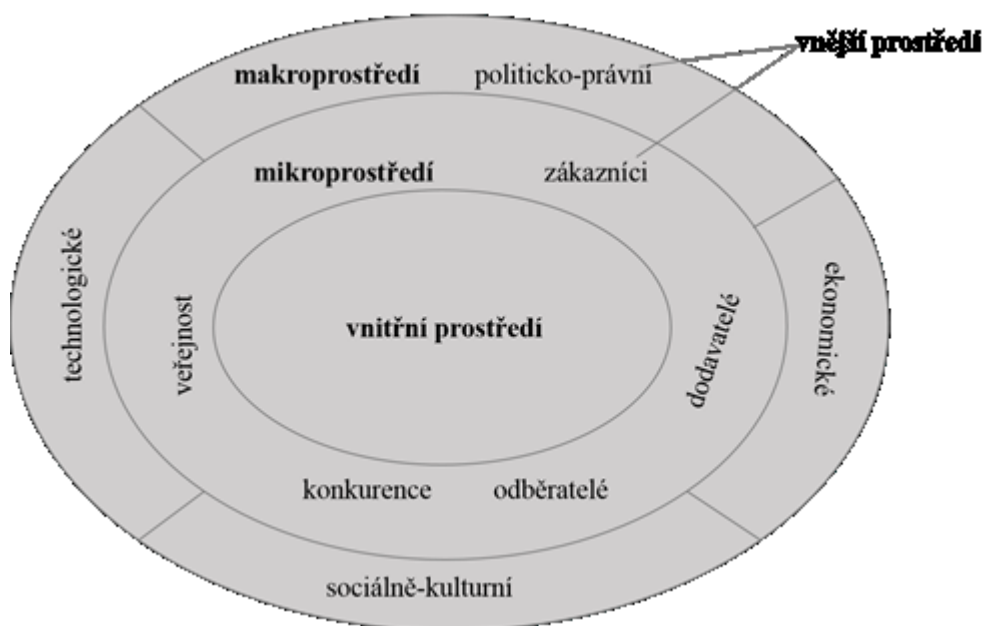 vnější prostředí
makroprostředí politicko-právní
mikroprostředí zákazníci
technologické
veřejnost
vnitřní prostředí
dodavatelé
ekonomické
konkurence odběratelé
sociálně-kulturní